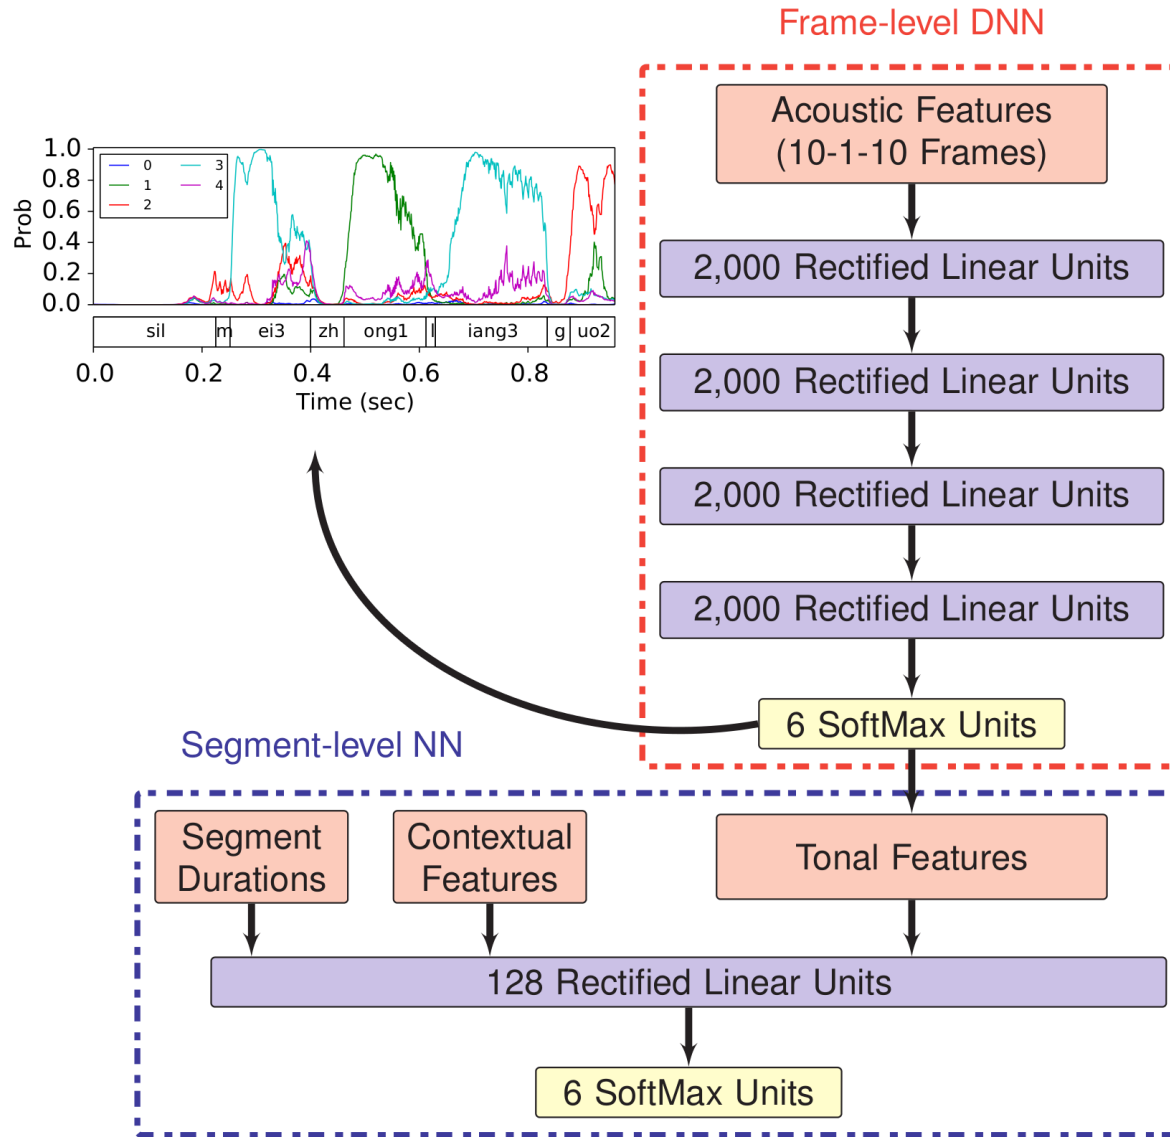 Frame-level DNN
Acoustic Features
(10-1-10 Frames)
2,000 Rectified Linear Units
2,000 Rectified Linear Units
2,000 Rectified Linear Units
2,000 Rectified Linear Units
6 SoftMax Units
1.0
0.8
0.6
0.4
0.2
0.0
Prob
0 3
1 4
2
sil m ei3 zh ong1 l iang3 g uo2
0.0 0.2 0.4 0.6 0.8
Time (sec)
Segment-level NN
Segment
Durations
Contextual
Features
Tonal Features
128 Rectified Linear Units
6 SoftMax Units